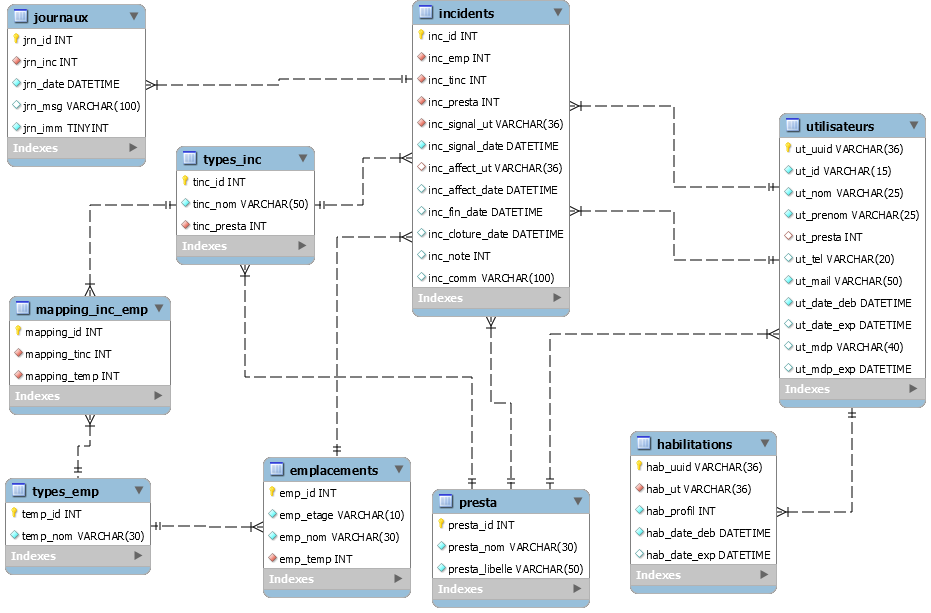 journaux
jrn_id INT
jrn_inc INT
jrn_date DATETIME
jrn_msg VARCHAR(100)
jrn_imm TINYINT
Indexes
incidents
inc_id INT
inc_emp INT
inc_tinc INT
inc_presta INT
inc_signal_ut VARCHAR(36)
inc_signal_date DATETIME
inc_affect_ut VARCHAR(36)
inc_affect_date DATETIME
inc_fin_date DATETIME
inc_cloture_date DATETIME
inc_note INT
inc_comm VARCHAR(100)
Indexes
utilisateurs
ut_uuid VARCHAR(36)
ut_id VARCHAR(15)
ut_nom VARCHAR(25)
ut_prenom VARCHAR(25)
ut_presta INT
ut_tel VARCHAR(20)
ut_mail VARCHAR(50)
ut_date_deb DATETIME
ut_date_exp DATETIME
ut_mdp VARCHAR(40)
ut_mdp_exp DATETIME
Indexes
types_inc
tinc_id INT
tinc_nom VARCHAR(50)
tinc_presta INT
Indexes
mapping_inc_emp
mapping_id INT
mapping_tinc INT
mapping_temp INT
Indexes
types_emp
temp_id INT
temp_nom VARCHAR(30)
Indexes
emplacements
emp_id INT
emp_etage VARCHAR(10)
emp_nom VARCHAR(30)
emp_temp INT
Indexes
presta
presta_id INT
presta_nom VARCHAR(30)
presta_libelle VARCHAR(50)
Indexes
habilitations
hab_uuid VARCHAR(36)
hab_ut VARCHAR(36)
hab_profil INT
hab_date_deb DATETIME
hab_date_exp DATETIME
Indexes